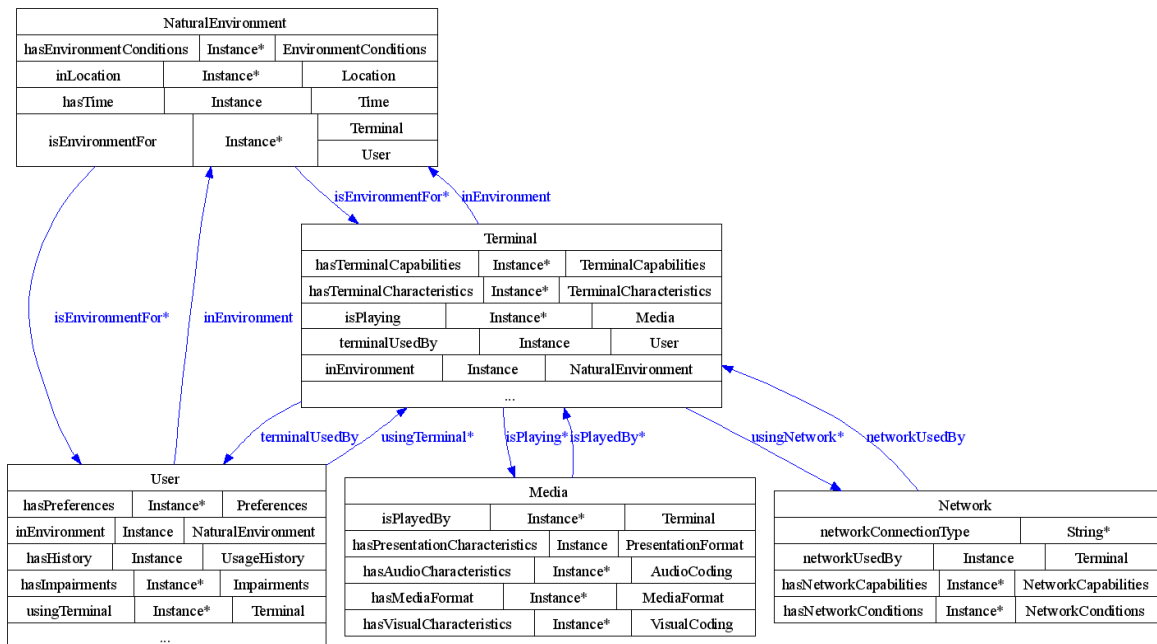 NaturalEnvironment
hasEnvironmentConditions Instance* EnvironmentConditions
inLocation Instance* Location
hasTime Instance Time
isEnvironmentFor Instance* Terminal
User
isEnvironmentFor* inEnvironment
Terminal
hasTerminalCapabilities Instance* TerminalCapabilities
hasTerminalCharacteristics Instance* TerminalCharacteristics
isPlaying Instance* Media
terminalUsedBy Instance User
inEnvironment Instance NaturalEnvironment
...
isEnvironmentFor* inEnvironment
terminalUsedBy usingTerminal* isPlaying* isPlayedBy* usingNetwork* networkUsedBy
User
hasPreferences Instance* Preferences
inEnvironment Instance NaturalEnvironment
hasHistory Instance UsageHistory
hasImpairments Instance* Impairments
usingTerminal Instance* Terminal
...
Media
isPlayedBy Instance* Terminal
hasPresentationCharacteristics Instance PresentationFormat
hasAudioCharacteristics Instance* AudioCoding
hasMediaFormat Instance* MediaFormat
hasVisualCharacteristics Instance* VisualCoding
Network
networkConnectionType String*
networkUsedBy Instance Terminal
hasNetworkCapabilities Instance* NetworkCapabilities
hasNetworkConditions Instance* NetworkConditions